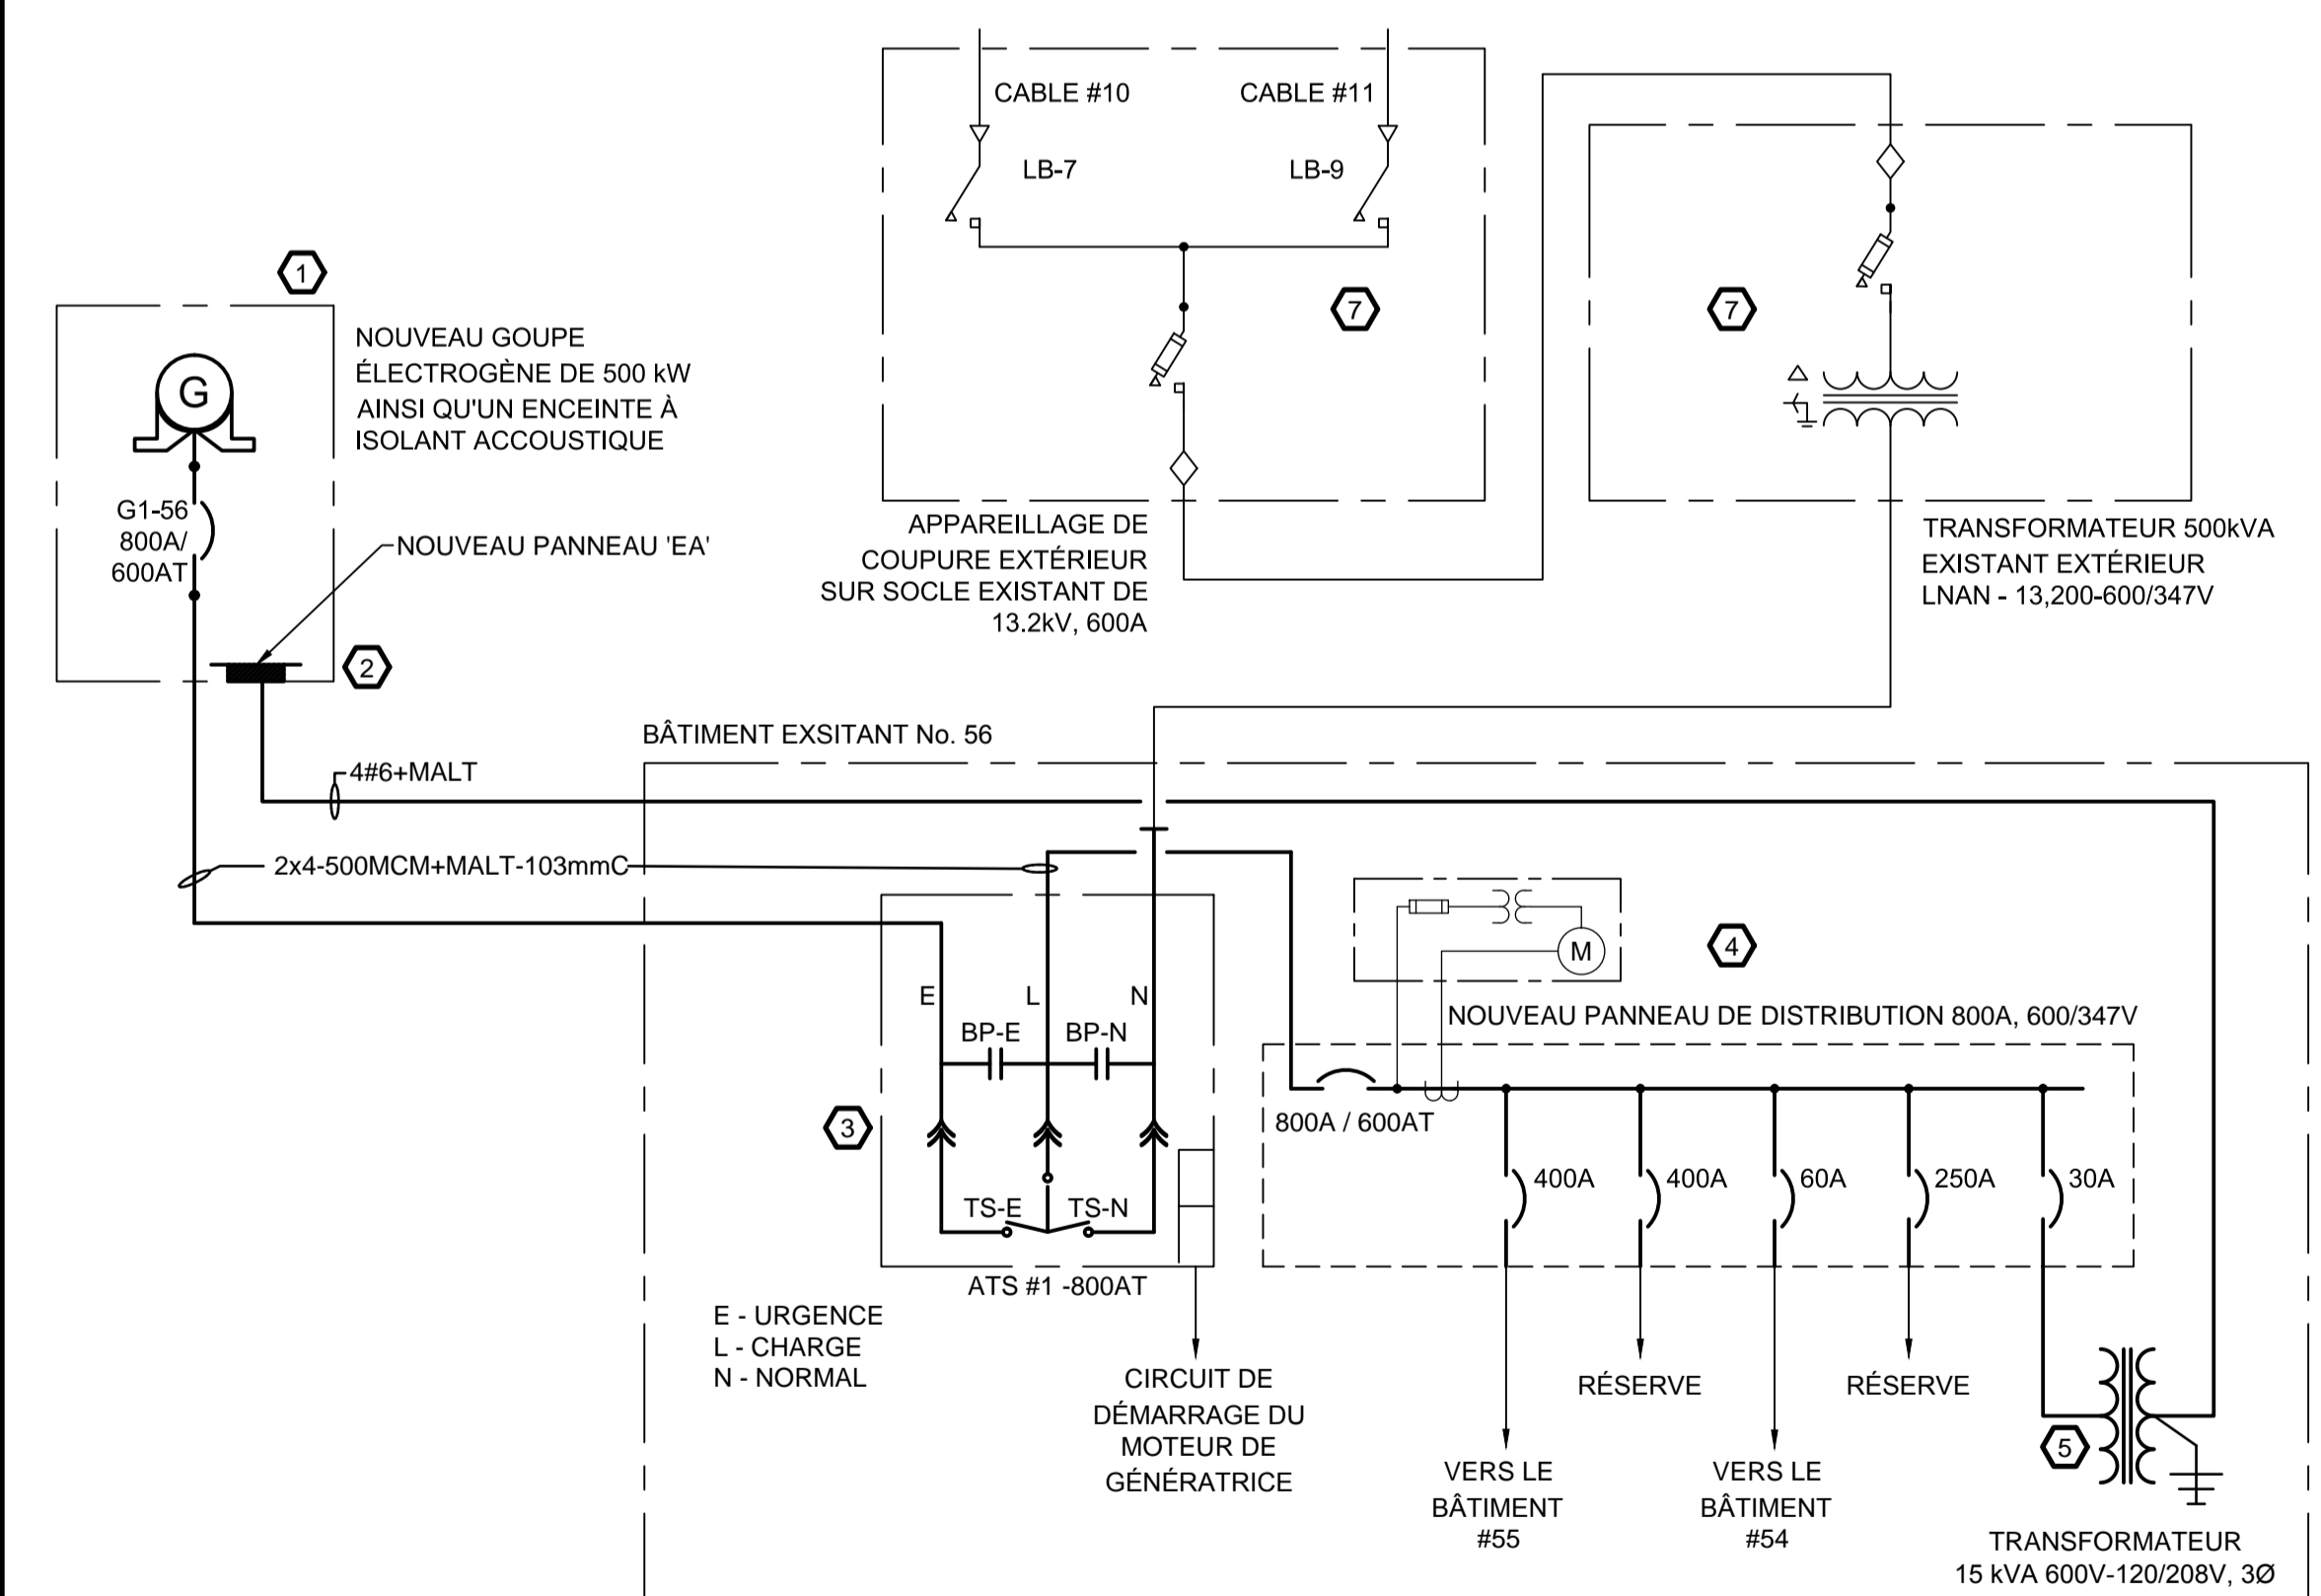 CABLE #10
CABLE #11
LB-7
LB-9
1
7
7
NOUVEAU GOUPE
ÉLECTROGÈNE DE 500 kW
AINSI QU'UN ENCEINTE À
ISOLANT ACCOUSTIQUE
G
G1-56
800A/
600AT
NOUVEAU PANNEAU 'EA'
2
APPAREILLAGE DE
COUPURE EXTÉRIEUR
SUR SOCLE EXISTANT DE
13.2kV, 600A
TRANSFORMATEUR 500kVA
EXISTANT EXTÉRIEUR
LNAN - 13,200-600/347V
BÂTIMENT EXSITANT No. 56
4#6+MALT
2x4-500MCM+MALT-103mmC
M
4
E
L
N
BP-E
BP-N
NOUVEAU PANNEAU DE DISTRIBUTION 800A, 600/347V
3
800A / 600AT
400A
400A
60A
250A
30A
TS-E
TS-N
ATS #1 -800AT
E - URGENCE
L - CHARGE
N - NORMAL
CIRCUIT DE
DÉMARRAGE DU
MOTEUR DE
GÉNÉRATRICE
RÉSERVE
RÉSERVE
5
VERS LE
BÂTIMENT
#55
VERS LE
BÂTIMENT
#54
TRANSFORMATEUR
15 kVA 600V-120/208V, 3Ø